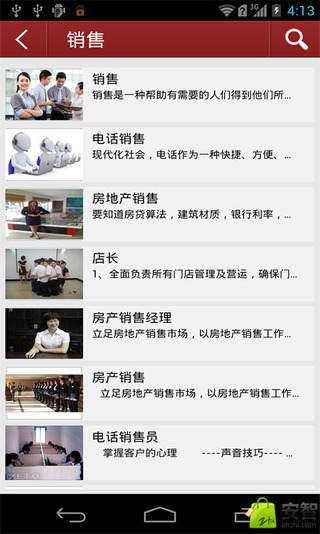 3G
4:13
销售
销售
销售是一种帮助有需要的人们得到他们所...
电话销售
现代化社会，电话作为一种快捷、方便、...
房地产销售
要知道房贷算法，建筑材质，银行利率，...
店长
1、全面负责所有门店管理及营运，确保门...
房产销售经理
立足房地产销售市场，以房地产销售工作...
房产销售
立足房地产销售市场，以房地产销售工作...
电话销售员
掌握客户的心理 ----声音技巧---- ...
安智
anzhi.com